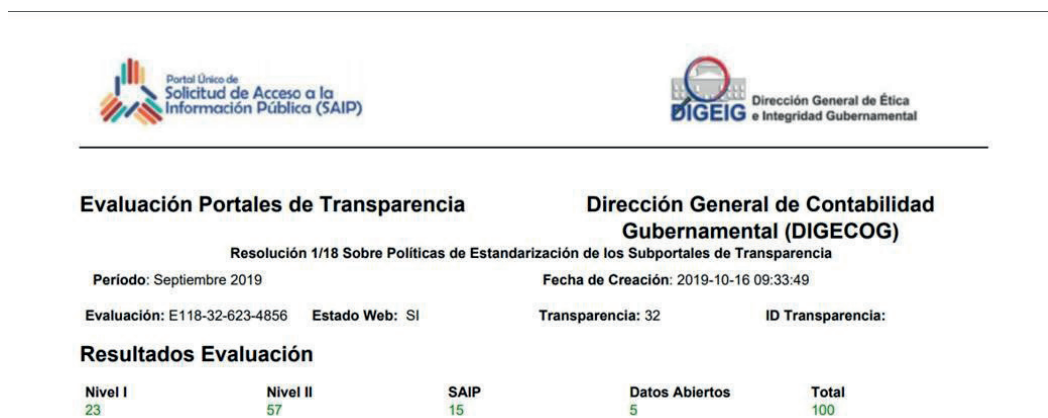 Portal Único de
Solicitud de Acceso a la
Información Pública (SAIP)
DIGEIG
Dirección General de Ética
e Integridad Gubernamental
Evaluación Portales de Transparencia
Dirección General de Contabilidad
Gubernamental (DIGECOG)
Resolución 1/18 Sobre Políticas de Estandarización de los Subportales de Transparencia
Período: Septiembre 2019
Fecha de Creación: 2019-10-16 09:33:49
Evaluación: E118-32-623-4856 Estado Web: SI Transparencia: 32 ID Transparencia:
Resultados Evaluación
Nivel I Nivel II SAIP Datos Abiertos Total
23 57 15 5 100